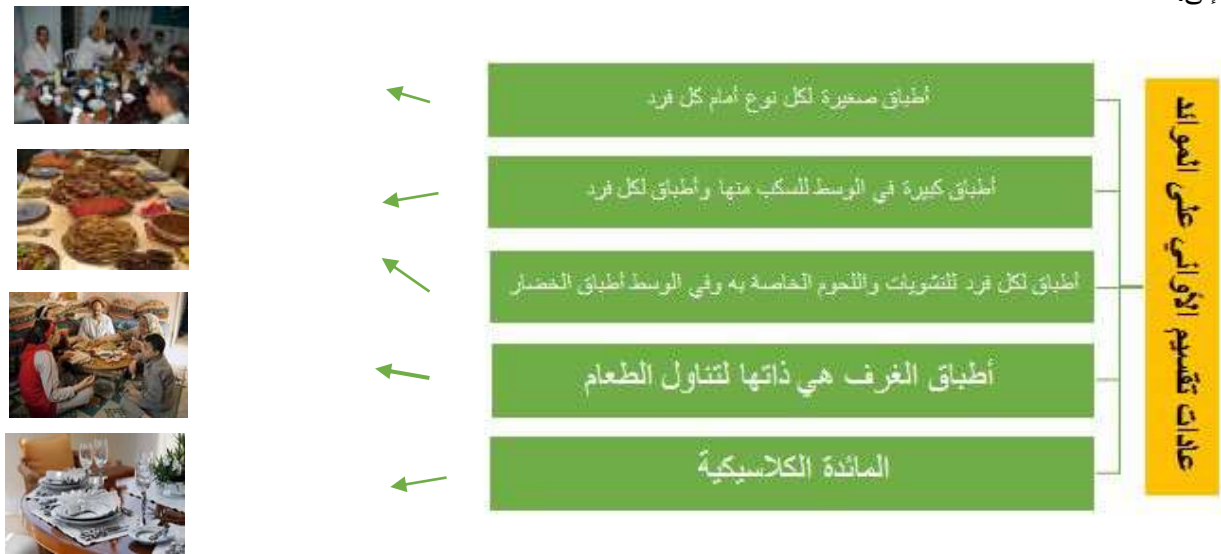 عادات تقسيم الأواني على الموائد
أطباق صغيرة لكل نوع أمام كل فرد
أطباق كبيرة في الوسط للسكب منها وأطباق لكل فرد
أطباق لكل فرد للنشويات واللحوم الخاصة به وفي الوسط أطباق الخضار
أطباق الغرف هي ذاتها لتناول الطعام
المائدة الكلاسيكية